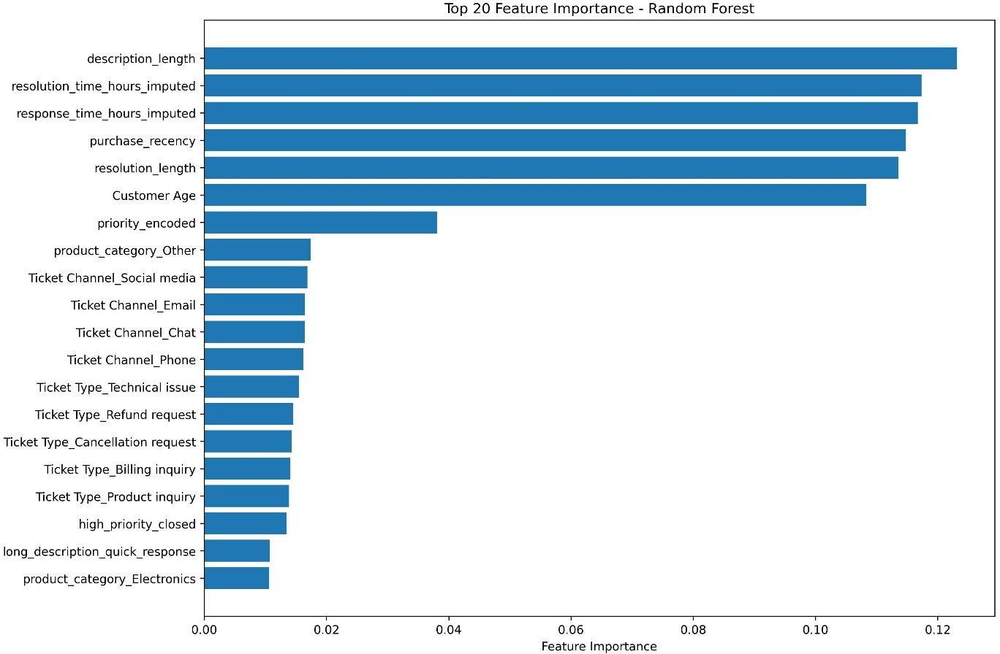 Top 20 Feature Importance - Random Forest
description_length
resolution_time_hours_imputed
response_time_hours_imputed
purchase_recency
resolution_length
Customer Age
priority_encoded
product_category_Other
Ticket Channel_Social media
Ticket Channel_Email
Ticket Channel_Chat
Ticket Channel_Phone
Ticket Type_Technical issue
Ticket Type_Refund request
Ticket Type_Cancellation request
Ticket Type_Billing inquiry
Ticket Type_Product inquiry
high_priority_closed
long_description_quick_response
product_category_Electronics
0.00 0.02 0.04 0.06 0.08 0.10 0.12
Feature Importance